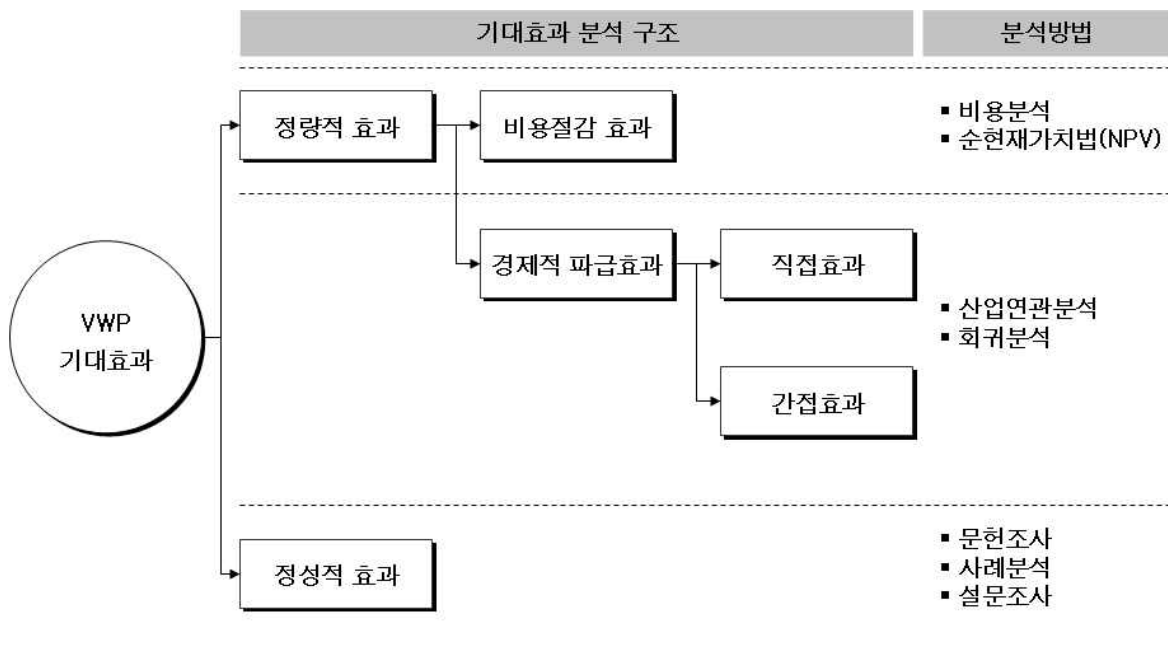 기대효과 분석 구조
분석방법
정량적 효과
비용절감 효과
▪ 비용분석
▪ 순현재가치법(NPV)
경제적 파급효과
직접효과
VWP
기대효과
▪ 산업연관분석
▪ 회귀분석
간접효과
정성적 효과
▪ 문헌조사
▪ 사례분석
▪ 설문조사